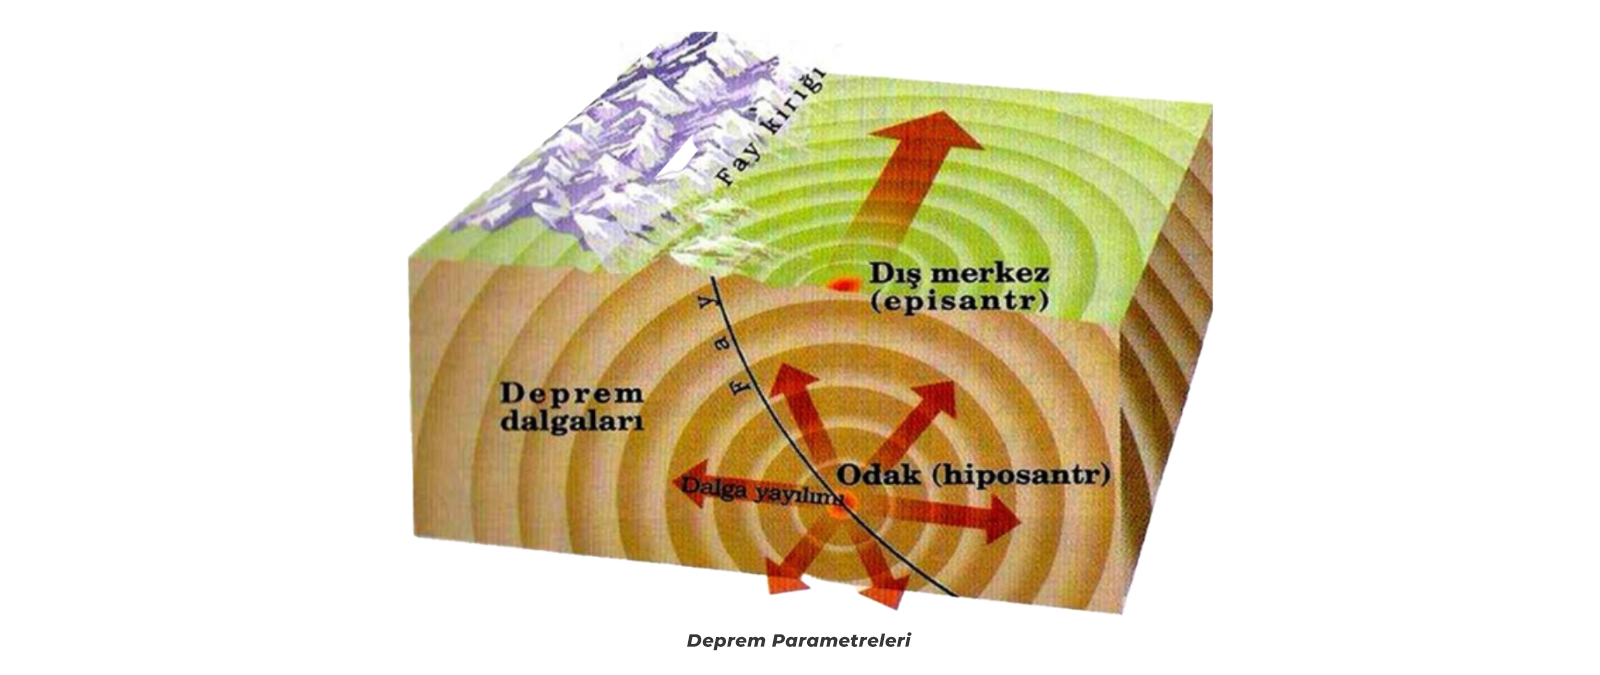 Fay kırığı
Dış merkez
(episantr)
Fay
Deprem
dalgaları
Odak (hiposantr)
Dalga yayılımı
Deprem Parametreleri